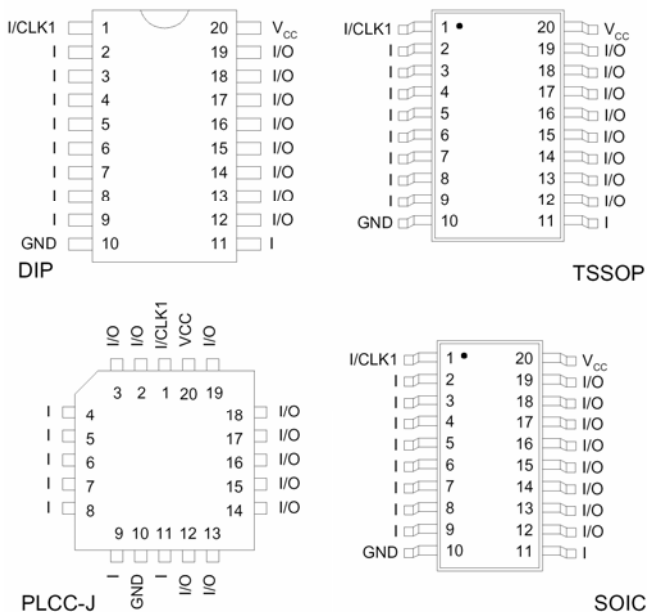 I/CLK1 1 20 VCC
I 2 19 I/O
I 3 18 I/O
I 4 17 I/O
I 5 16 I/O
I 6 15 I/O
I 7 14 I/O
I 8 13 I/O
I 9 12 I/O
GND 10 11 I
DIP
I/CLK1 1 20 VCC
I 2 19 I/O
I 3 18 I/O
I 4 17 I/O
I 5 16 I/O
I 6 15 I/O
I 7 14 I/O
I 8 13 I/O
I 9 12 I/O
GND 10 11 I
TSSOP
I/O I/O I/CLK1 VCC I/O
3 2 1 20 19
I 4 18 I/O
I 5 17 I/O
I 6 16 I/O
I 7 15 I/O
I 8 14 I/O
9 10 11 12 13
I GND I I/O I/O
PLCC-J
I/CLK1 1 20 VCC
I 2 19 I/O
I 3 18 I/O
I 4 17 I/O
I 5 16 I/O
I 6 15 I/O
I 7 14 I/O
I 8 13 I/O
I 9 12 I/O
GND 10 11 I
SOIC